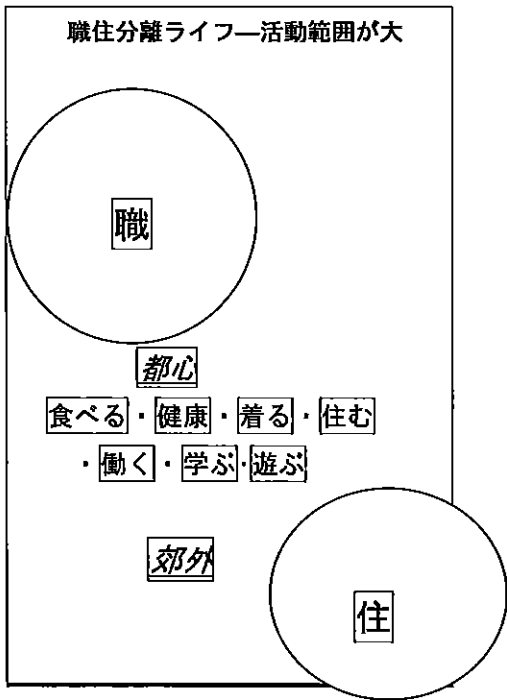 職住分離ライフ―活動範囲が大
職
都心
食べる・健康・着る・住む
・働く・学ぶ・遊ぶ
郊外
住